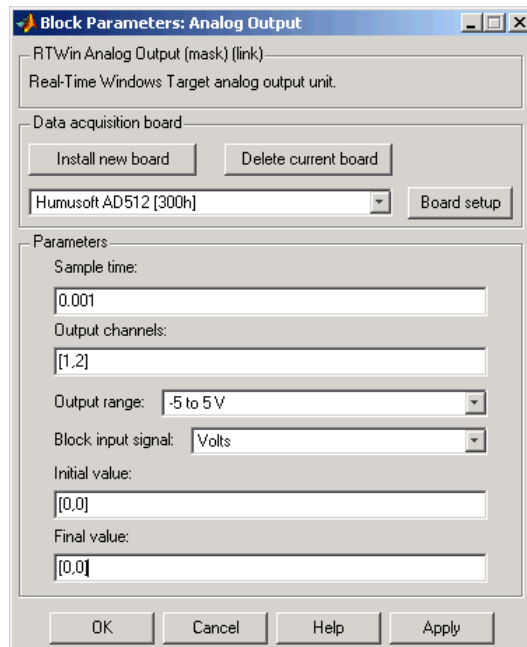 Block Parameters: Analog Output
RTWin Analog Output (mask) (link)
Real-Time Windows Target analog output unit.
Data acquisition board
Install new board Delete current board
Humusoft AD512 [300h] Board setup
Parameters
Sample time:
0.001
Output channels:
[1,2]
Output range: -5 to 5 V
Block input signal: Volts
Initial value:
[0,0]
Final value:
[0,0]
OK Cancel Help Apply